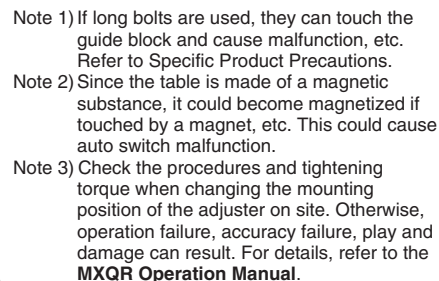 Note 1) If long bolts are used, they can touch the
guide block and cause malfunction, etc.
Refer to Specific Product Precautions.
Note 2) Since the table is made of a magnetic
substance, it could become magnetized if
touched by a magnet, etc. This could cause
auto switch malfunction.
Note 3) Check the procedures and tightening
torque when changing the mounting
position of the adjuster on site. Otherwise,
operation failure, accuracy failure, play and
damage can result. For details, refer to the
MXQR Operation Manual.